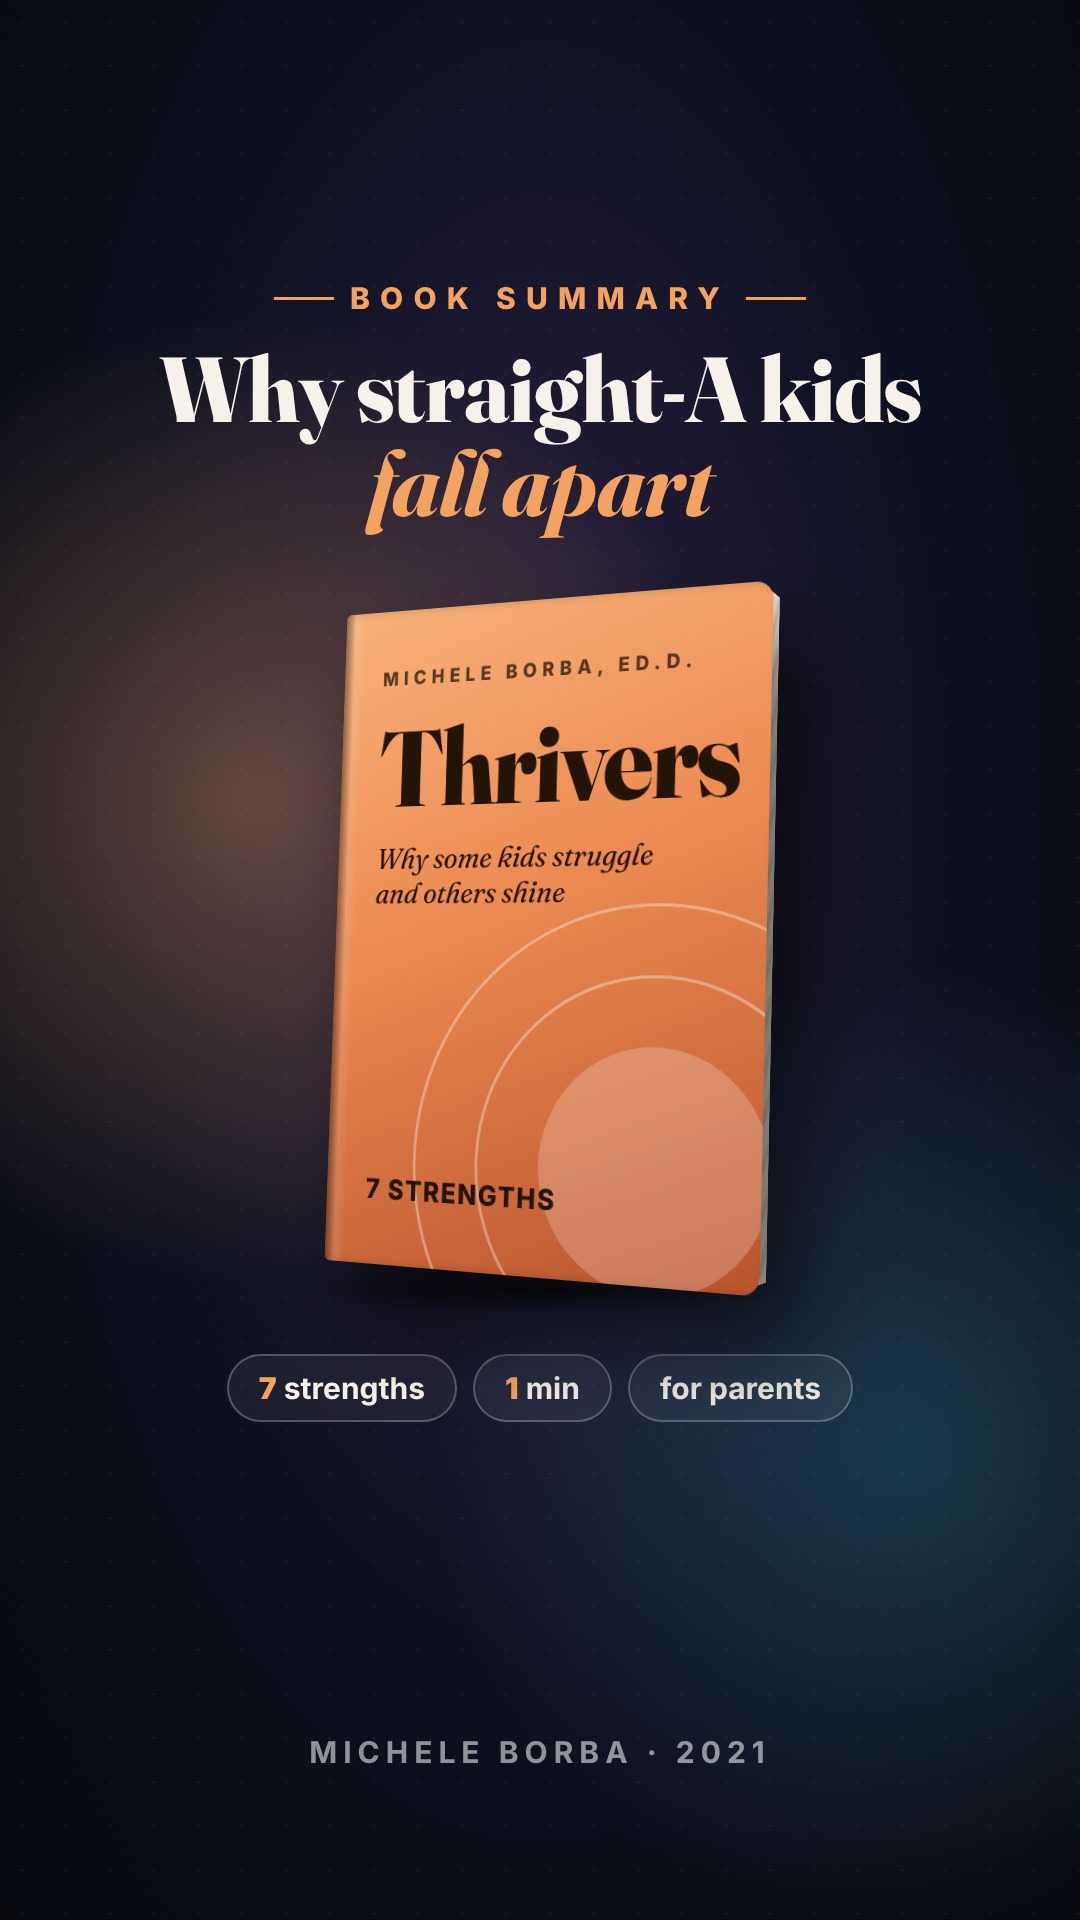 BOOK SUMMARY
Why straight-A kids
fall apart
MICHELE BORBA, ED.D.
Thrivers
Why some kids struggle
and others shine
7 STRENGTHS
7 strengths
1 min
for parents
MICHELE BORBA · 2021